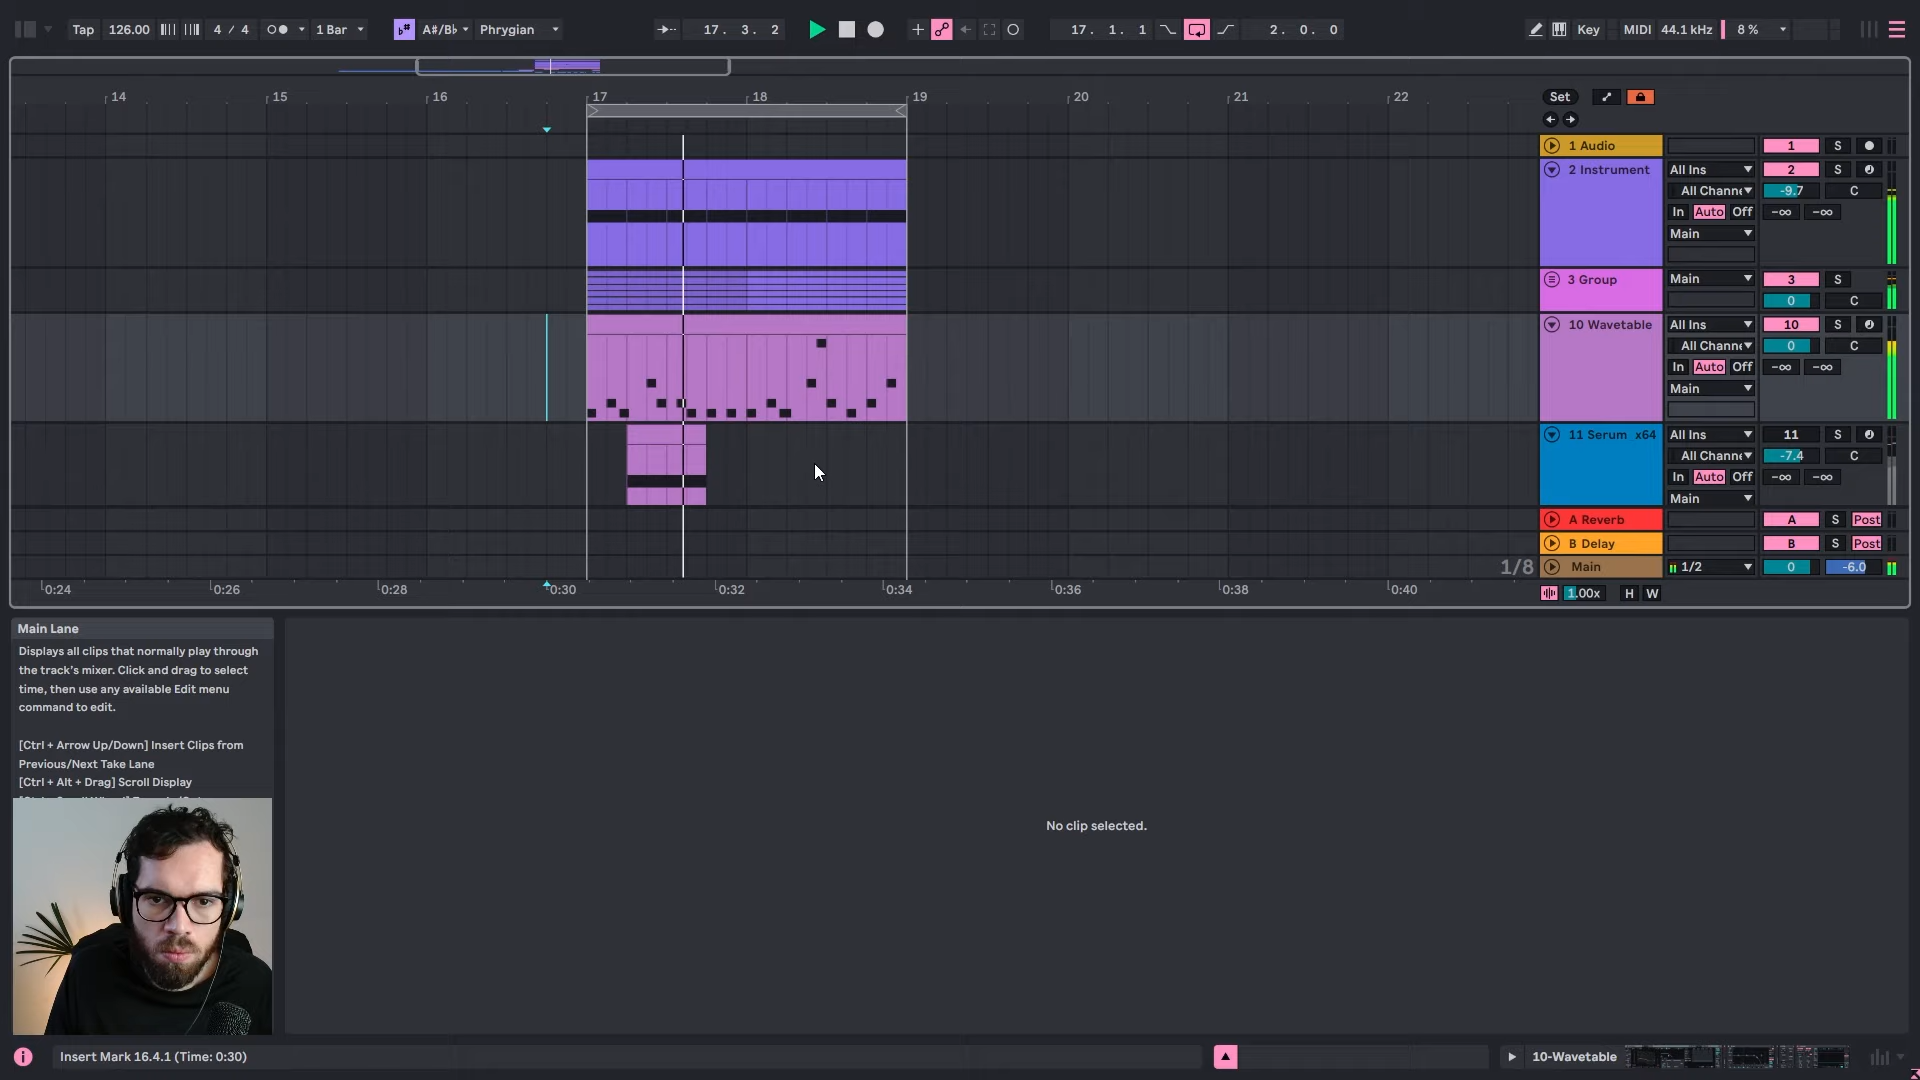 Tap 126.00 4 / 4 1 Bar A#/B♭ Phrygian 17. 3. 2 17. 1. 1 2. 0. 0 Key MIDI 44.1 kHz 8 %
14 15 16 17 18 19 20 21 22
Set
1 Audio 1 S
2 Instrument All Ins 2 S
All Channe -9.7 C
In Auto Off -∞ -∞
Main
3 Group Main 3 S
0 C
10 Wavetable All Ins 10 S
All Channe 0 C
In Auto Off -∞ -∞
Main
11 Serum x64 All Ins 11 S
All Channe -7.4 C
In Auto Off -∞ -∞
Main
A Reverb A S Post
B Delay B S Post
1/8 Main 1/2 0 -6.0
0:24 0:26 0:28 0:30 0:32 0:34 0:36 0:38 0:40 1.00x H W
Main Lane
Displays all clips that normally play through
the track's mixer. Click and drag to select
time, then use any available Edit menu
command to edit.
[Ctrl + Arrow Up/Down] Insert Clips from
Previous/Next Take Lane
[Ctrl + Alt + Drag] Scroll Display
No clip selected.
Insert Mark 16.4.1 (Time: 0:30) 10-Wavetable